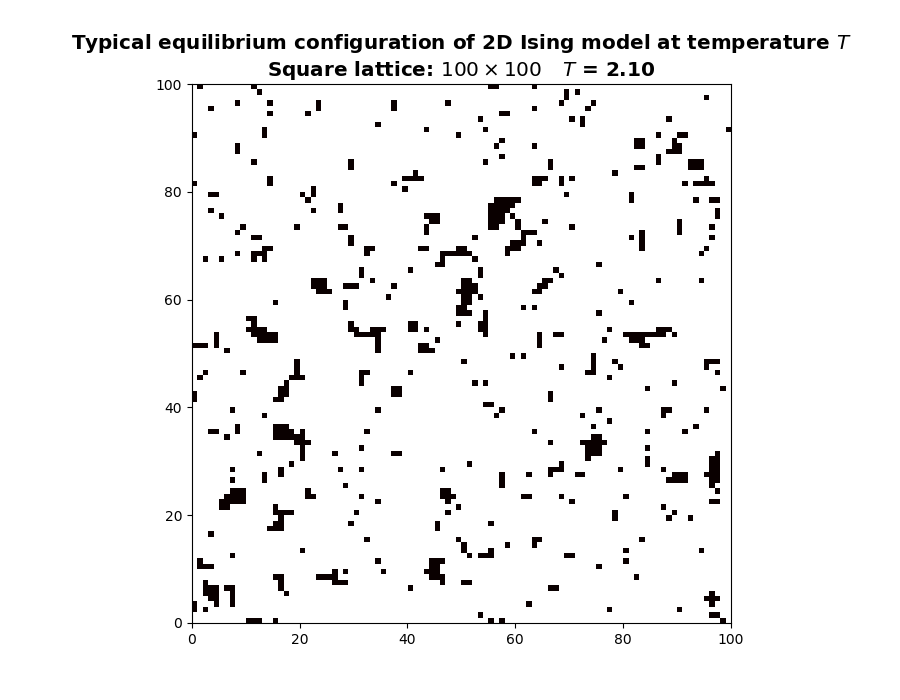 Typical equilibrium configuration of 2D Ising model at temperature T
Square lattice: 100 × 100 T = 2.10
100
80
60
40
20
0
0 20 40 60 80 100